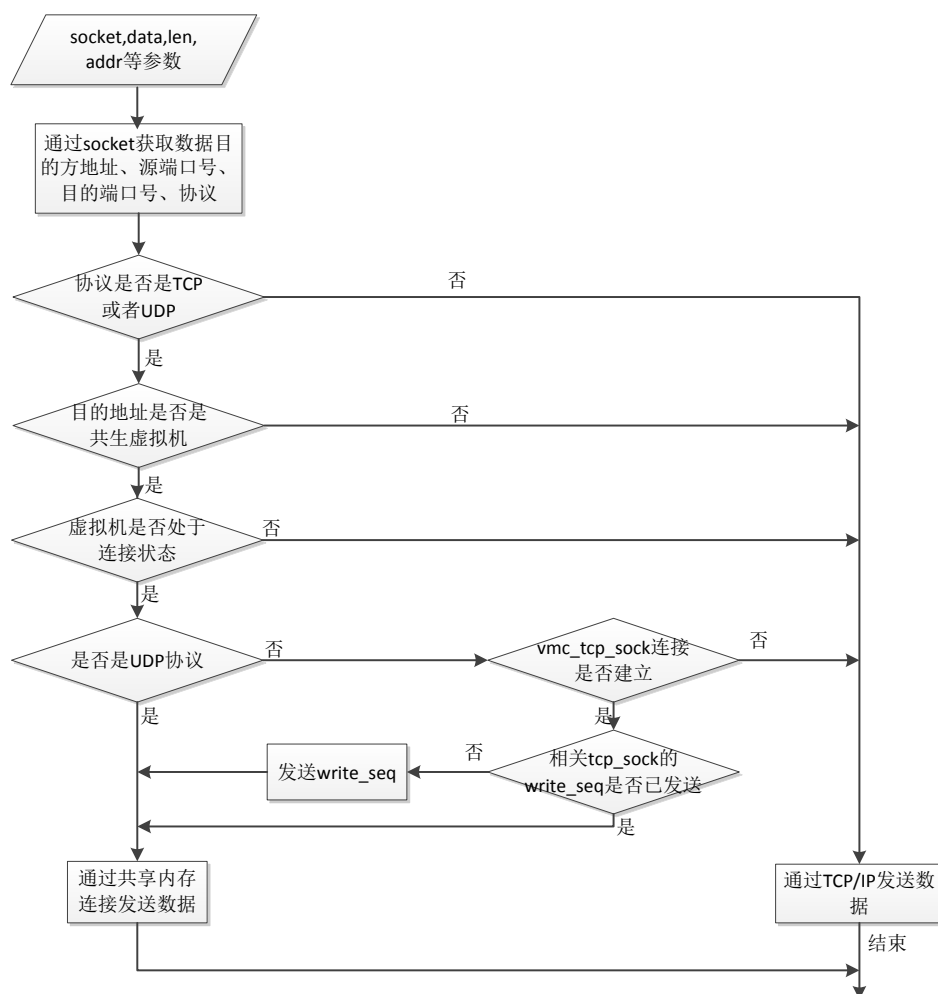 socket,data,len,
addr等参数
通过socket获取数据目
的方地址、源端口号、
目的端口号、协议
协议是否是TCP
或者UDP
否
是
目的地址是否是
共生虚拟机
否
是
虚拟机是否处于
连接状态
否
是
是否是UDP协议
否
vmc_tcp_sock连接
是否建立
否
是
是
发送write_seq
否
相关tcp_sock的
write_seq是否已发送
是
通过共享内存
连接发送数据
通过TCP/IP发送数
据
结束